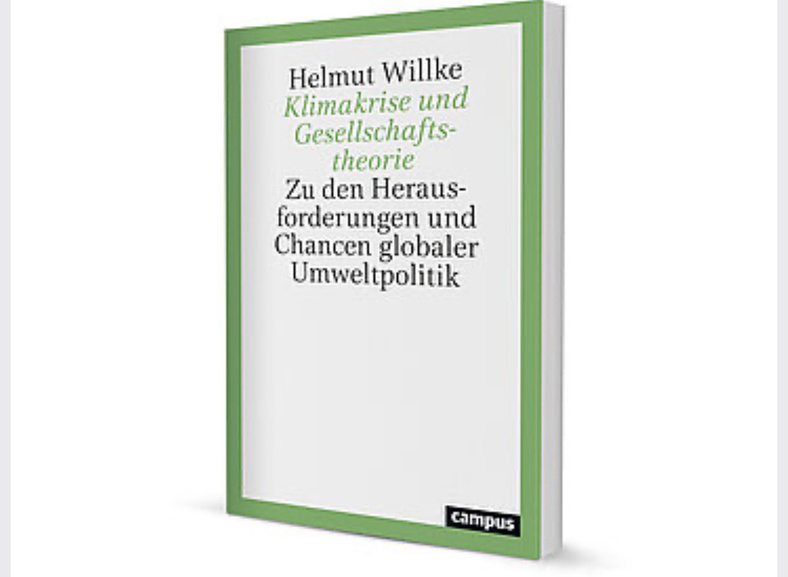 Helmut Willke
Klimakrise und
Gesellschafts-
theorie
Zu den Heraus-
forderungen und
Chancen globaler
Umweltpolitik
campus